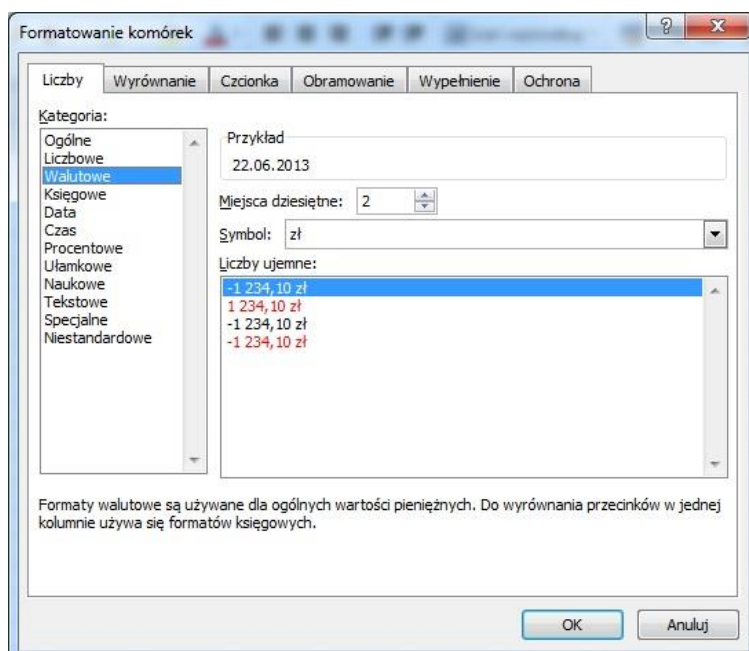 Formatowanie komórek
Liczby Wyrównanie Czcionka Obramowanie Wypełnienie Ochrona
Kategoria:
Ogólne
Liczbowe
Walutowe
Księgowe
Data
Czas
Procentowe
Ułamkowe
Naukowe
Tekstowe
Specjalne
Niestandardowe
Przykład
22.06.2013
Miejsca dziesiętne: 2
Symbol: zł
Liczby ujemne:
-1 234,10 zł
1 234,10 zł
-1 234,10 zł
-1 234,10 zł
Formaty walutowe są używane dla ogólnych wartości pieniężnych. Do wyrównania przecinków w jednej
kolumnie używa się formatów księgowych.
OK Anuluj